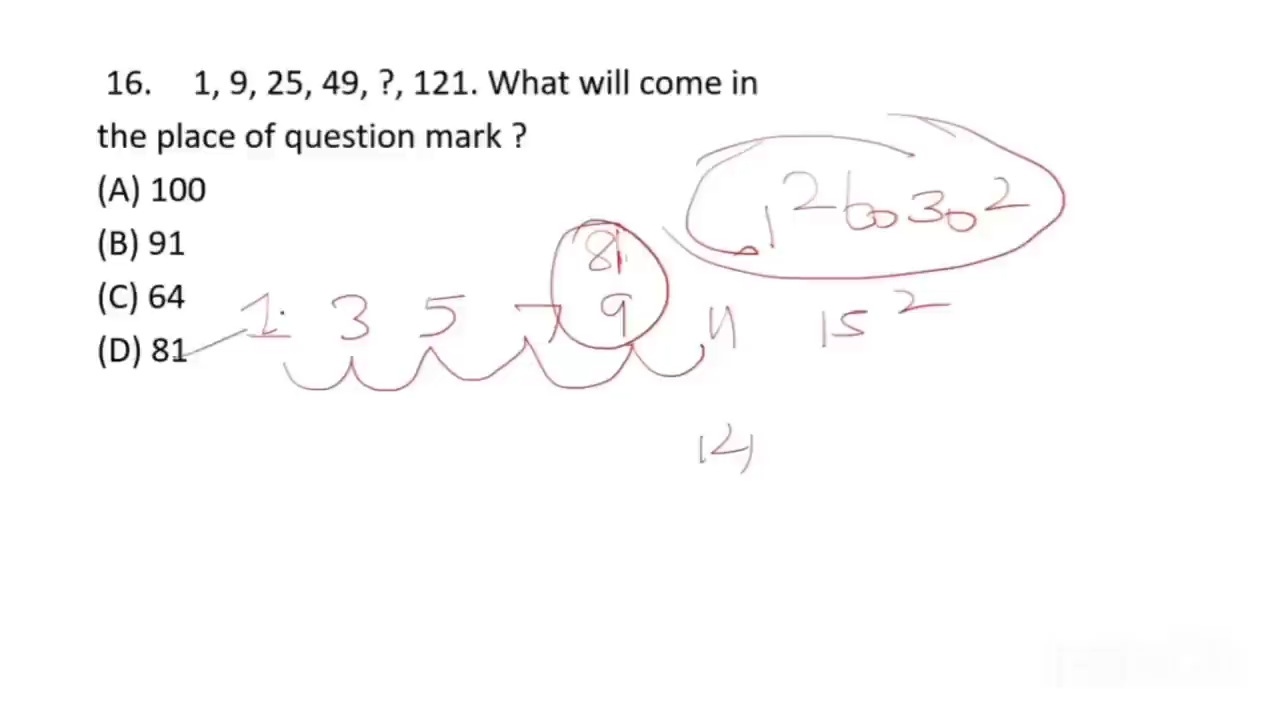 16. 1, 9, 25, 49, ?, 121. What will come in
the place of question mark ?
(A) 100
(B) 91
(C) 64
(D) 81
1² to 30²
81
1 3 5 7 9 11 15²